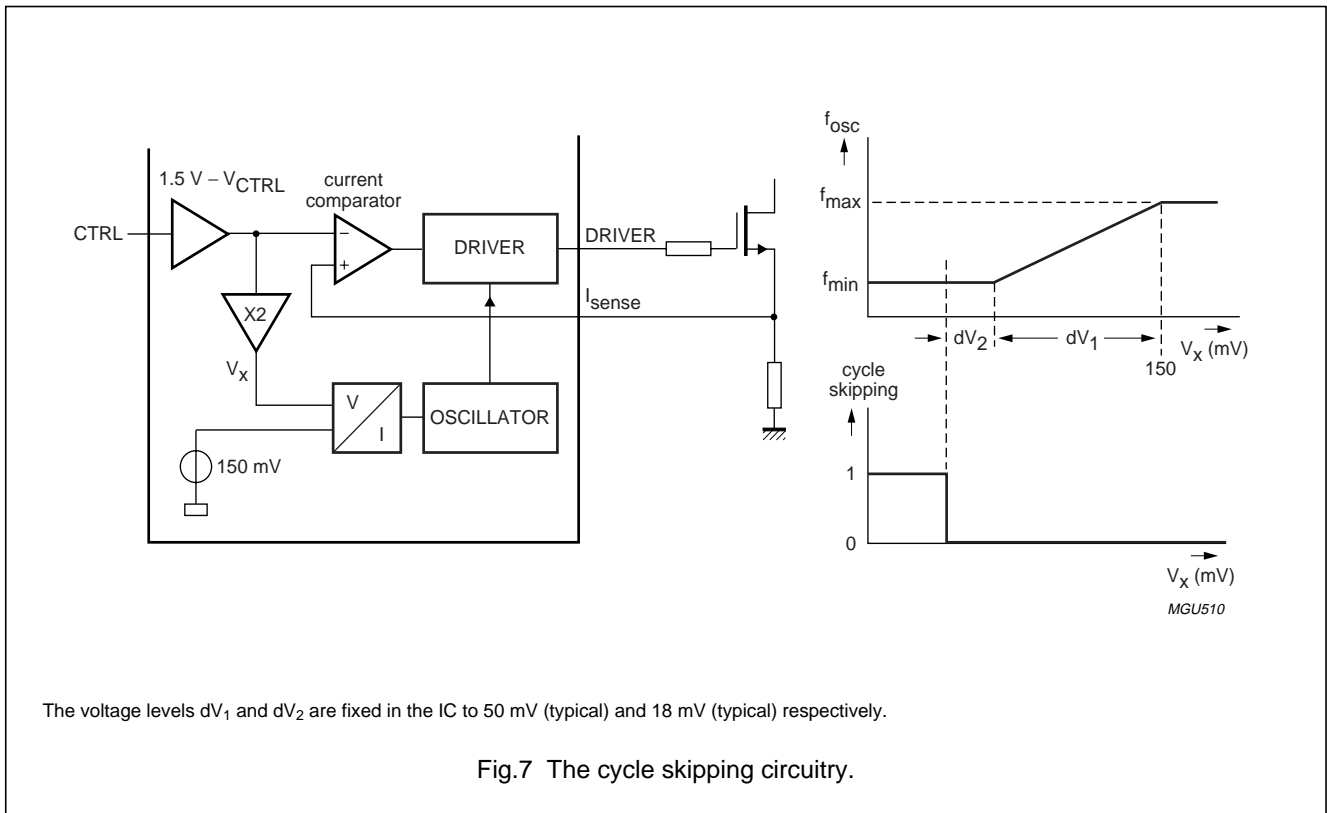 1.5 V – VCTRL
CTRL
current
comparator
−
+
DRIVER
DRIVER
Isense
X2
Vx
V
I
OSCILLATOR
150 mV
fosc
fmax
fmin
dV2
dV1
Vx (mV)
150
cycle
skipping
1
0
Vx (mV)
MGU510
The voltage levels dV1 and dV2 are fixed in the IC to 50 mV (typical) and 18 mV (typical) respectively.
Fig.7 The cycle skipping circuitry.